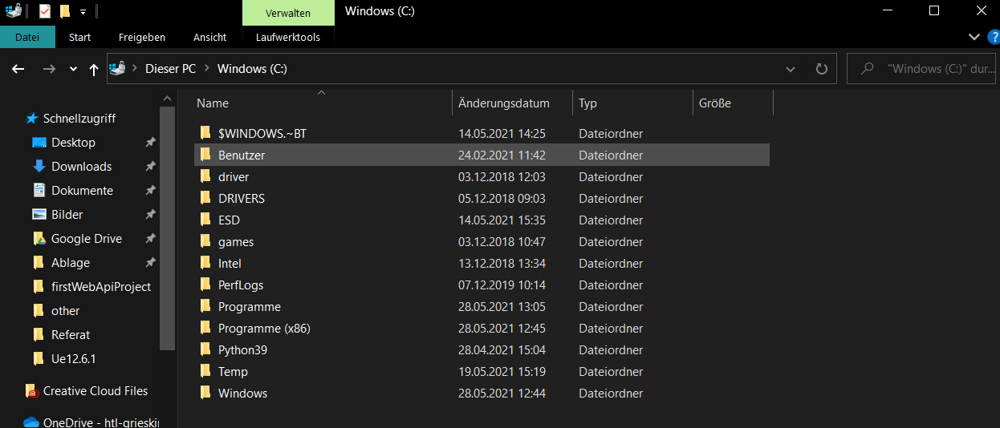 Verwalten
Windows (C:)
Datei
Start
Freigeben
Ansicht
Laufwerktools
?
Dieser PC
Windows (C:)
"Windows (C:)" dur...
Name
Änderungsdatum
Typ
Größe
Schnellzugriff
Desktop
Downloads
Dokumente
Bilder
Google Drive
Ablage
firstWebApiProject
other
Referat
Ue12.6.1
Creative Cloud Files
OneDrive - htl-grieskir
$WINDOWS.~BT 14.05.2021 14:25 Dateiordner
Benutzer 24.02.2021 11:42 Dateiordner
driver 03.12.2018 12:03 Dateiordner
DRIVERS 05.12.2018 09:03 Dateiordner
ESD 14.05.2021 15:35 Dateiordner
games 03.12.2018 10:47 Dateiordner
Intel 13.12.2018 13:34 Dateiordner
PerfLogs 07.12.2019 10:14 Dateiordner
Programme 28.05.2021 13:05 Dateiordner
Programme (x86) 28.05.2021 12:45 Dateiordner
Python39 28.04.2021 15:04 Dateiordner
Temp 19.05.2021 15:19 Dateiordner
Windows 28.05.2021 12:44 Dateiordner